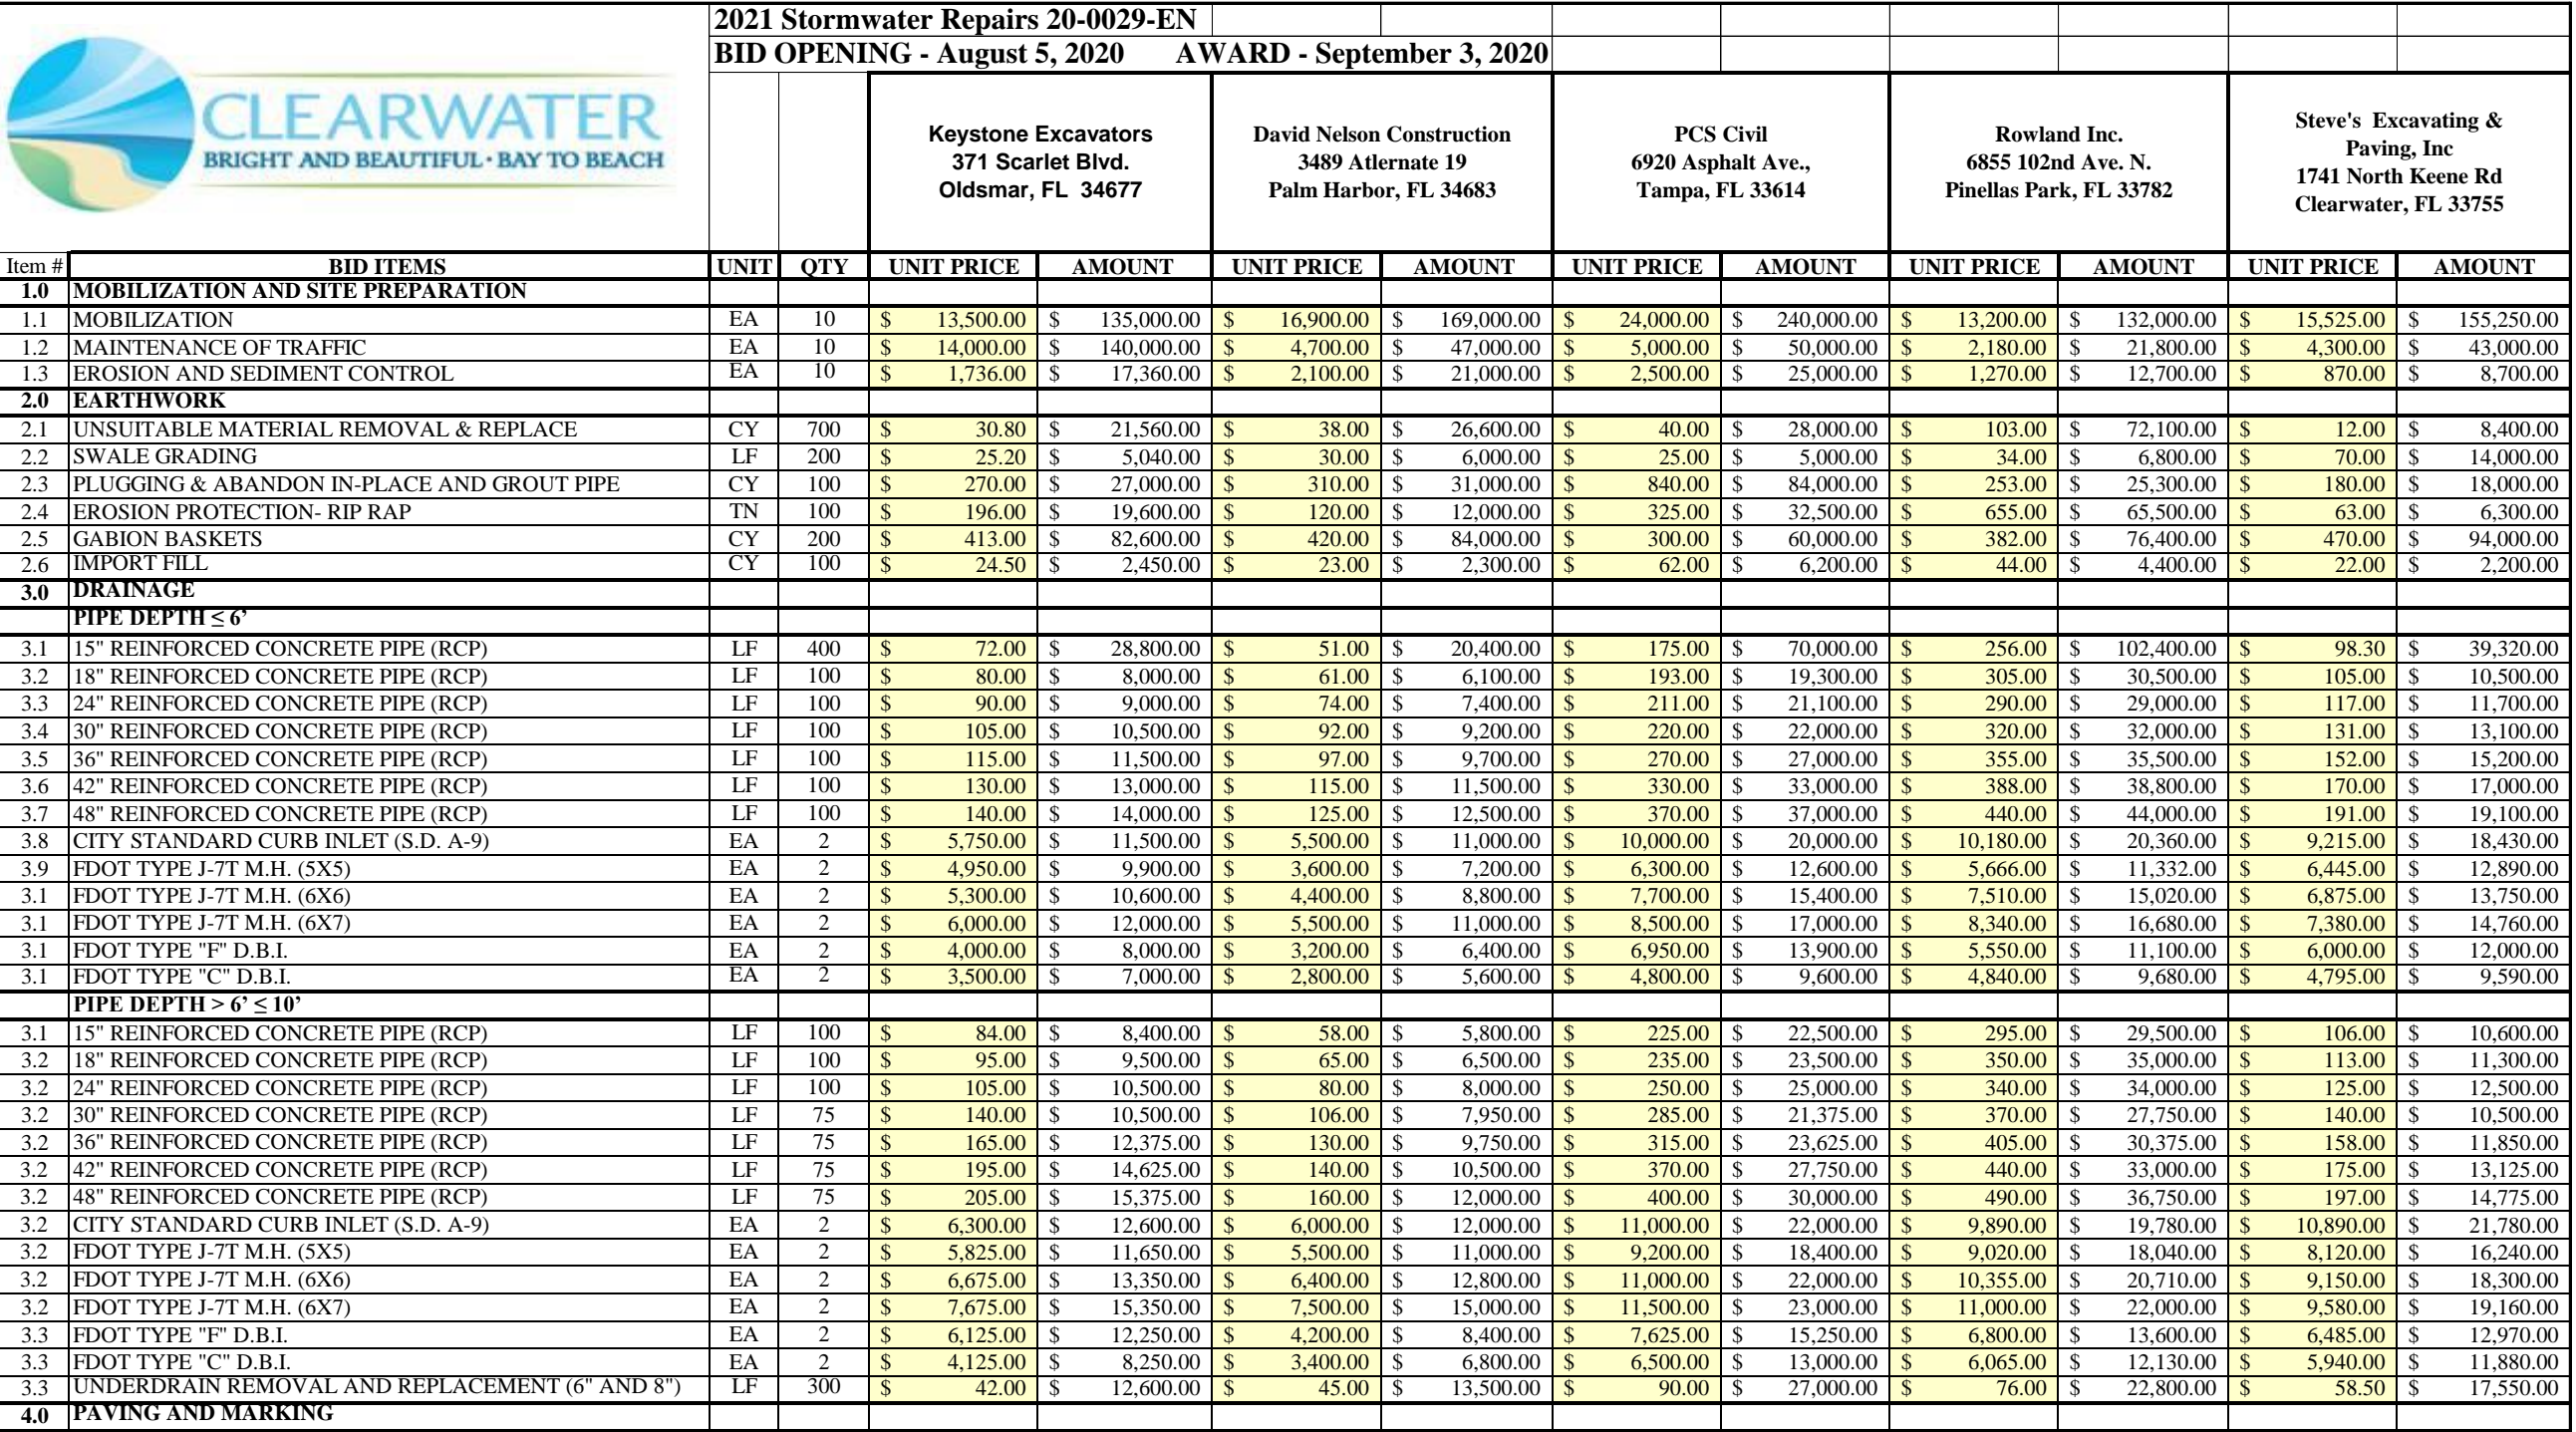 2021 Stormwater Repairs 20-0029-EN
BID OPENING - August 5, 2020 AWARD - September 3, 2020
CLEARWATER
BRIGHT AND BEAUTIFUL · BAY TO BEACH
Keystone Excavators
371 Scarlet Blvd.
Oldsmar, FL 34677
David Nelson Construction
3489 Atlernate 19
Palm Harbor, FL 34683
PCS Civil
6920 Asphalt Ave.,
Tampa, FL 33614
Rowland Inc.
6855 102nd Ave. N.
Pinellas Park, FL 33782
Steve's Excavating &
Paving, Inc
1741 North Keene Rd
Clearwater, FL 33755
Item # BID ITEMS UNIT QTY UNIT PRICE AMOUNT UNIT PRICE AMOUNT UNIT PRICE AMOUNT UNIT PRICE AMOUNT UNIT PRICE AMOUNT
1.0 MOBILIZATION AND SITE PREPARATION
1.1 MOBILIZATION EA 10 $ 13,500.00 $ 135,000.00 $ 16,900.00 $ 169,000.00 $ 24,000.00 $ 240,000.00 $ 13,200.00 $ 132,000.00 $ 15,525.00 $ 155,250.00
1.2 MAINTENANCE OF TRAFFIC EA 10 $ 14,000.00 $ 140,000.00 $ 4,700.00 $ 47,000.00 $ 5,000.00 $ 50,000.00 $ 2,180.00 $ 21,800.00 $ 4,300.00 $ 43,000.00
1.3 EROSION AND SEDIMENT CONTROL EA 10 $ 1,736.00 $ 17,360.00 $ 2,100.00 $ 21,000.00 $ 2,500.00 $ 25,000.00 $ 1,270.00 $ 12,700.00 $ 870.00 $ 8,700.00
2.0 EARTHWORK
2.1 UNSUITABLE MATERIAL REMOVAL & REPLACE CY 700 $ 30.80 $ 21,560.00 $ 38.00 $ 26,600.00 $ 40.00 $ 28,000.00 $ 103.00 $ 72,100.00 $ 12.00 $ 8,400.00
2.2 SWALE GRADING LF 200 $ 25.20 $ 5,040.00 $ 30.00 $ 6,000.00 $ 25.00 $ 5,000.00 $ 34.00 $ 6,800.00 $ 70.00 $ 14,000.00
2.3 PLUGGING & ABANDON IN-PLACE AND GROUT PIPE CY 100 $ 270.00 $ 27,000.00 $ 310.00 $ 31,000.00 $ 840.00 $ 84,000.00 $ 253.00 $ 25,300.00 $ 180.00 $ 18,000.00
2.4 EROSION PROTECTION- RIP RAP TN 100 $ 196.00 $ 19,600.00 $ 120.00 $ 12,000.00 $ 325.00 $ 32,500.00 $ 655.00 $ 65,500.00 $ 63.00 $ 6,300.00
2.5 GABION BASKETS CY 200 $ 413.00 $ 82,600.00 $ 420.00 $ 84,000.00 $ 300.00 $ 60,000.00 $ 382.00 $ 76,400.00 $ 470.00 $ 94,000.00
2.6 IMPORT FILL CY 100 $ 24.50 $ 2,450.00 $ 23.00 $ 2,300.00 $ 62.00 $ 6,200.00 $ 44.00 $ 4,400.00 $ 22.00 $ 2,200.00
3.0 DRAINAGE
PIPE DEPTH ≤ 6’
3.1 15" REINFORCED CONCRETE PIPE (RCP) LF 400 $ 72.00 $ 28,800.00 $ 51.00 $ 20,400.00 $ 175.00 $ 70,000.00 $ 256.00 $ 102,400.00 $ 98.30 $ 39,320.00
3.2 18" REINFORCED CONCRETE PIPE (RCP) LF 100 $ 80.00 $ 8,000.00 $ 61.00 $ 6,100.00 $ 193.00 $ 19,300.00 $ 305.00 $ 30,500.00 $ 105.00 $ 10,500.00
3.3 24" REINFORCED CONCRETE PIPE (RCP) LF 100 $ 90.00 $ 9,000.00 $ 74.00 $ 7,400.00 $ 211.00 $ 21,100.00 $ 290.00 $ 29,000.00 $ 117.00 $ 11,700.00
3.4 30" REINFORCED CONCRETE PIPE (RCP) LF 100 $ 105.00 $ 10,500.00 $ 92.00 $ 9,200.00 $ 220.00 $ 22,000.00 $ 320.00 $ 32,000.00 $ 131.00 $ 13,100.00
3.5 36" REINFORCED CONCRETE PIPE (RCP) LF 100 $ 115.00 $ 11,500.00 $ 97.00 $ 9,700.00 $ 270.00 $ 27,000.00 $ 355.00 $ 35,500.00 $ 152.00 $ 15,200.00
3.6 42" REINFORCED CONCRETE PIPE (RCP) LF 100 $ 130.00 $ 13,000.00 $ 115.00 $ 11,500.00 $ 330.00 $ 33,000.00 $ 388.00 $ 38,800.00 $ 170.00 $ 17,000.00
3.7 48" REINFORCED CONCRETE PIPE (RCP) LF 100 $ 140.00 $ 14,000.00 $ 125.00 $ 12,500.00 $ 370.00 $ 37,000.00 $ 440.00 $ 44,000.00 $ 191.00 $ 19,100.00
3.8 CITY STANDARD CURB INLET (S.D. A-9) EA 2 $ 5,750.00 $ 11,500.00 $ 5,500.00 $ 11,000.00 $ 10,000.00 $ 20,000.00 $ 10,180.00 $ 20,360.00 $ 9,215.00 $ 18,430.00
3.9 FDOT TYPE J-7T M.H. (5X5) EA 2 $ 4,950.00 $ 9,900.00 $ 3,600.00 $ 7,200.00 $ 6,300.00 $ 12,600.00 $ 5,666.00 $ 11,332.00 $ 6,445.00 $ 12,890.00
3.1 FDOT TYPE J-7T M.H. (6X6) EA 2 $ 5,300.00 $ 10,600.00 $ 4,400.00 $ 8,800.00 $ 7,700.00 $ 15,400.00 $ 7,510.00 $ 15,020.00 $ 6,875.00 $ 13,750.00
3.1 FDOT TYPE J-7T M.H. (6X7) EA 2 $ 6,000.00 $ 12,000.00 $ 5,500.00 $ 11,000.00 $ 8,500.00 $ 17,000.00 $ 8,340.00 $ 16,680.00 $ 7,380.00 $ 14,760.00
3.1 FDOT TYPE "F" D.B.I. EA 2 $ 4,000.00 $ 8,000.00 $ 3,200.00 $ 6,400.00 $ 6,950.00 $ 13,900.00 $ 5,550.00 $ 11,100.00 $ 6,000.00 $ 12,000.00
3.1 FDOT TYPE "C" D.B.I. EA 2 $ 3,500.00 $ 7,000.00 $ 2,800.00 $ 5,600.00 $ 4,800.00 $ 9,600.00 $ 4,840.00 $ 9,680.00 $ 4,795.00 $ 9,590.00
PIPE DEPTH > 6’ ≤ 10’
3.1 15" REINFORCED CONCRETE PIPE (RCP) LF 100 $ 84.00 $ 8,400.00 $ 58.00 $ 5,800.00 $ 225.00 $ 22,500.00 $ 295.00 $ 29,500.00 $ 106.00 $ 10,600.00
3.2 18" REINFORCED CONCRETE PIPE (RCP) LF 100 $ 95.00 $ 9,500.00 $ 65.00 $ 6,500.00 $ 235.00 $ 23,500.00 $ 350.00 $ 35,000.00 $ 113.00 $ 11,300.00
3.2 24" REINFORCED CONCRETE PIPE (RCP) LF 100 $ 105.00 $ 10,500.00 $ 80.00 $ 8,000.00 $ 250.00 $ 25,000.00 $ 340.00 $ 34,000.00 $ 125.00 $ 12,500.00
3.2 30" REINFORCED CONCRETE PIPE (RCP) LF 75 $ 140.00 $ 10,500.00 $ 106.00 $ 7,950.00 $ 285.00 $ 21,375.00 $ 370.00 $ 27,750.00 $ 140.00 $ 10,500.00
3.2 36" REINFORCED CONCRETE PIPE (RCP) LF 75 $ 165.00 $ 12,375.00 $ 130.00 $ 9,750.00 $ 315.00 $ 23,625.00 $ 405.00 $ 30,375.00 $ 158.00 $ 11,850.00
3.2 42" REINFORCED CONCRETE PIPE (RCP) LF 75 $ 195.00 $ 14,625.00 $ 140.00 $ 10,500.00 $ 370.00 $ 27,750.00 $ 440.00 $ 33,000.00 $ 175.00 $ 13,125.00
3.2 48" REINFORCED CONCRETE PIPE (RCP) LF 75 $ 205.00 $ 15,375.00 $ 160.00 $ 12,000.00 $ 400.00 $ 30,000.00 $ 490.00 $ 36,750.00 $ 197.00 $ 14,775.00
3.2 CITY STANDARD CURB INLET (S.D. A-9) EA 2 $ 6,300.00 $ 12,600.00 $ 6,000.00 $ 12,000.00 $ 11,000.00 $ 22,000.00 $ 9,890.00 $ 19,780.00 $ 10,890.00 $ 21,780.00
3.2 FDOT TYPE J-7T M.H. (5X5) EA 2 $ 5,825.00 $ 11,650.00 $ 5,500.00 $ 11,000.00 $ 9,200.00 $ 18,400.00 $ 9,020.00 $ 18,040.00 $ 8,120.00 $ 16,240.00
3.2 FDOT TYPE J-7T M.H. (6X6) EA 2 $ 6,675.00 $ 13,350.00 $ 6,400.00 $ 12,800.00 $ 11,000.00 $ 22,000.00 $ 10,355.00 $ 20,710.00 $ 9,150.00 $ 18,300.00
3.2 FDOT TYPE J-7T M.H. (6X7) EA 2 $ 7,675.00 $ 15,350.00 $ 7,500.00 $ 15,000.00 $ 11,500.00 $ 23,000.00 $ 11,000.00 $ 22,000.00 $ 9,580.00 $ 19,160.00
3.3 FDOT TYPE "F" D.B.I. EA 2 $ 6,125.00 $ 12,250.00 $ 4,200.00 $ 8,400.00 $ 7,625.00 $ 15,250.00 $ 6,800.00 $ 13,600.00 $ 6,485.00 $ 12,970.00
3.3 FDOT TYPE "C" D.B.I. EA 2 $ 4,125.00 $ 8,250.00 $ 3,400.00 $ 6,800.00 $ 6,500.00 $ 13,000.00 $ 6,065.00 $ 12,130.00 $ 5,940.00 $ 11,880.00
3.3 UNDERDRAIN REMOVAL AND REPLACEMENT (6" AND 8") LF 300 $ 42.00 $ 12,600.00 $ 45.00 $ 13,500.00 $ 90.00 $ 27,000.00 $ 76.00 $ 22,800.00 $ 58.50 $ 17,550.00
4.0 PAVING AND MARKING